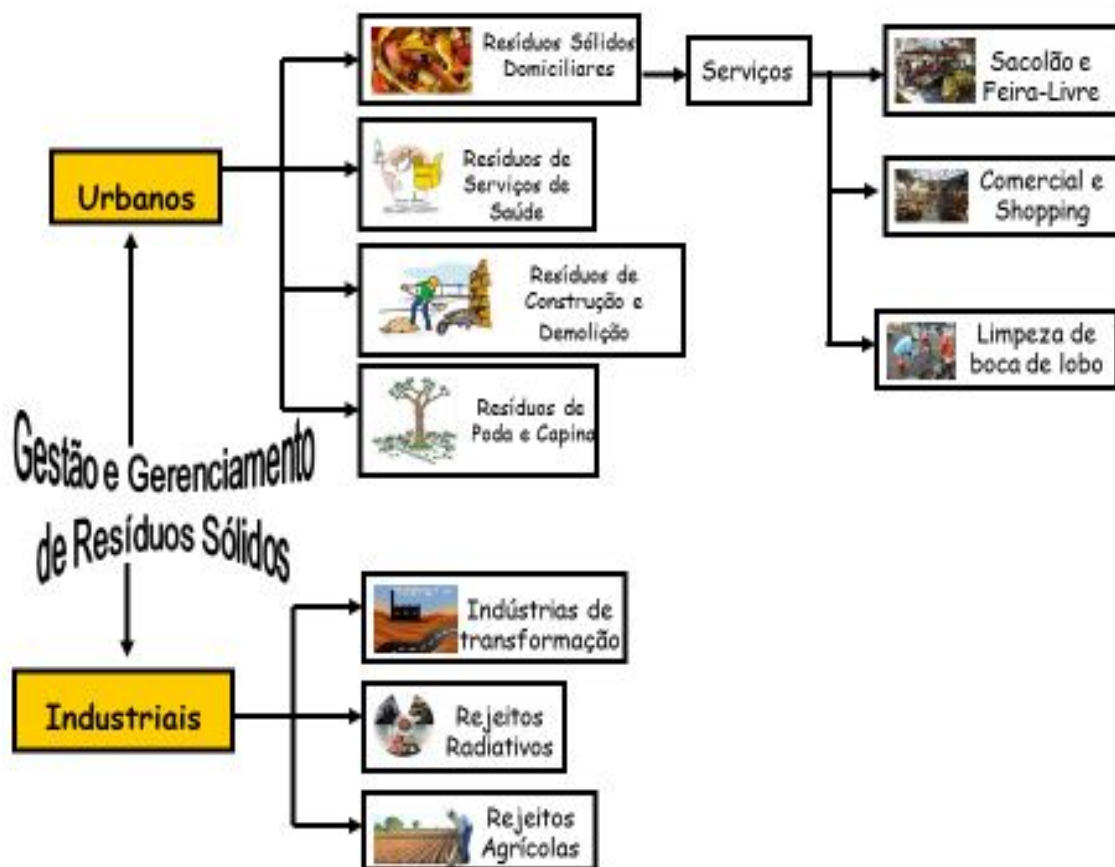 Resíduos Sólidos
Domiciliares
Serviços
Sacolão e
Feira-Livre
Urbanos
Resíduos de
Serviços de
Saúde
Comercial e
Shopping
Resíduos de
Construção e
Demolição
Limpeza de
boca de lobo
Resíduos de
Poda e Capina
Gestão e Gerenciamento
de Resíduos Sólidos
Indústrias de
transformação
Industriais
Rejeitos
Radiativos
Rejeitos
Agrícolas